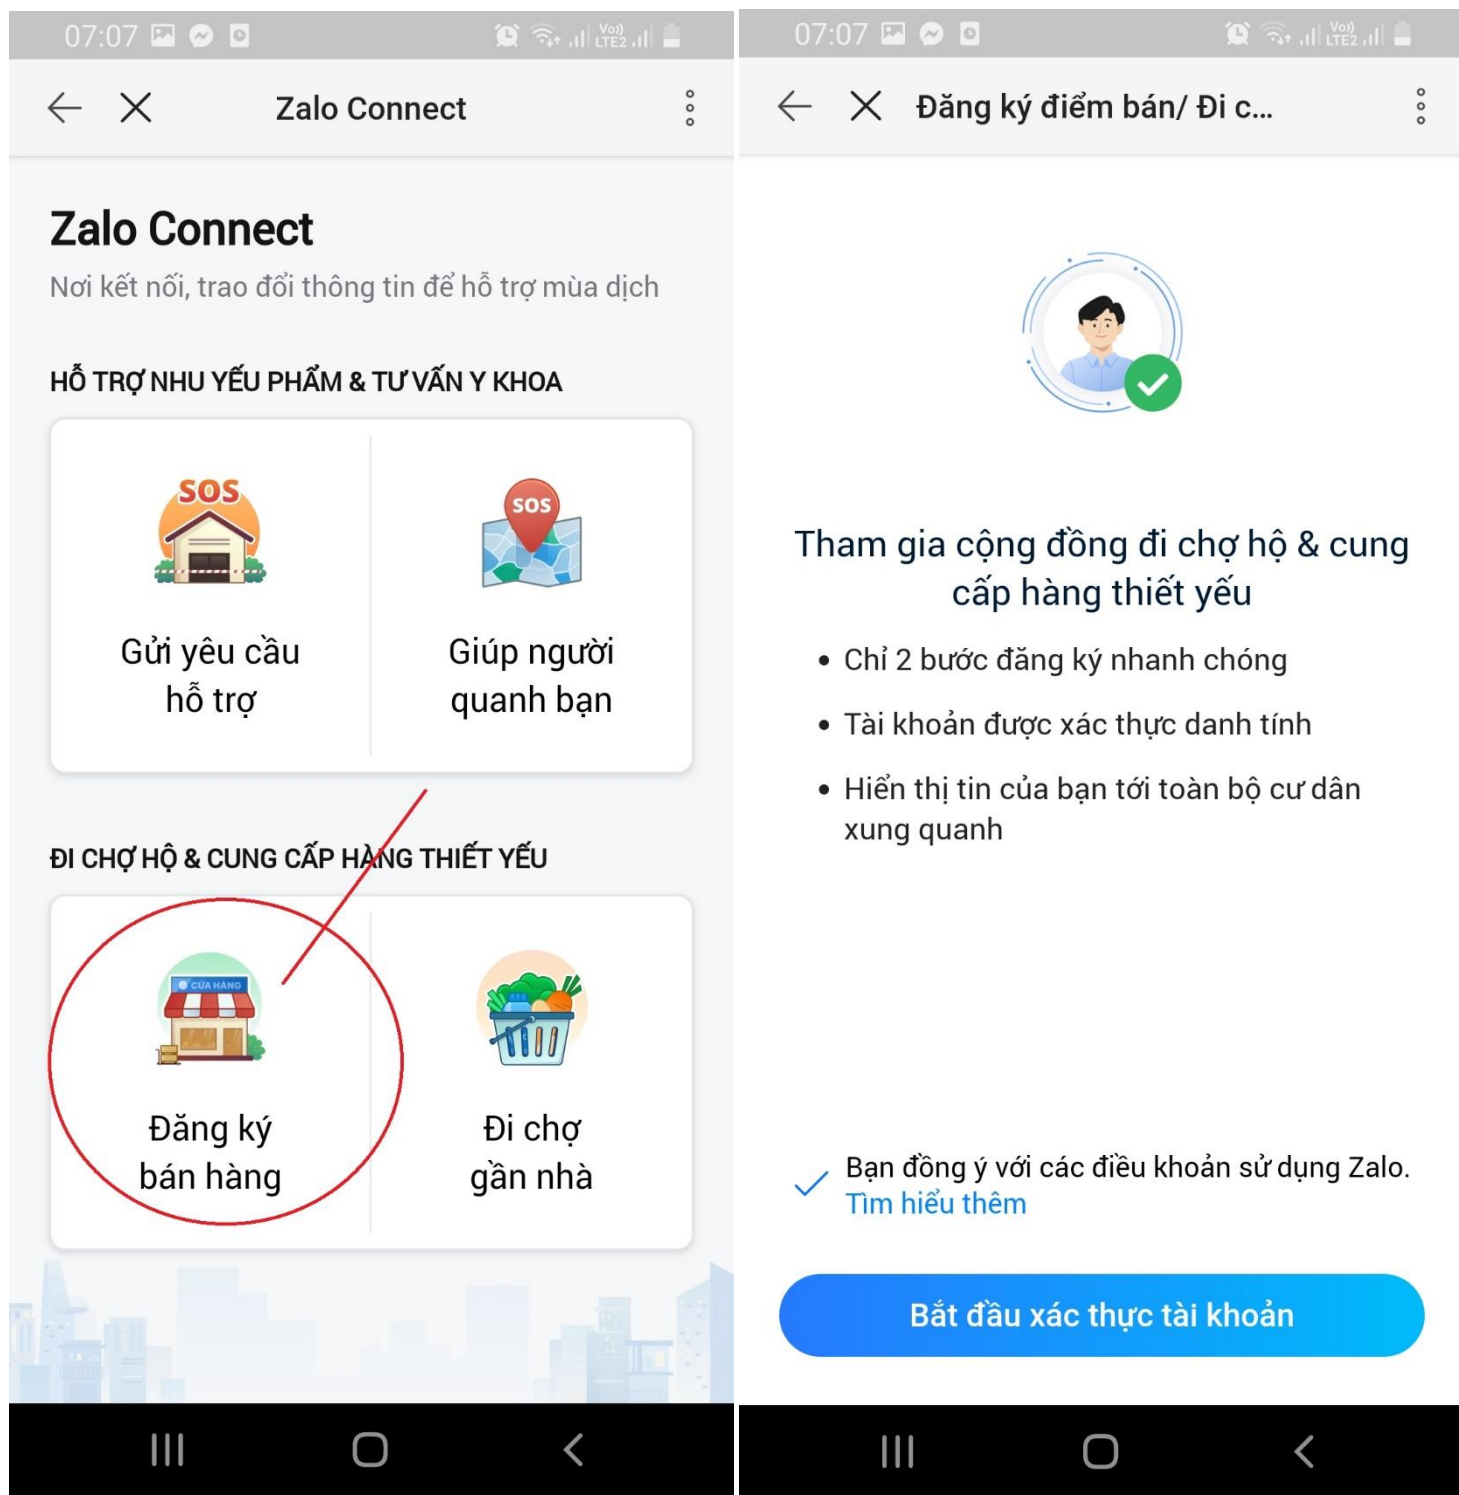 07:07
Vo))
LTE2
Zalo Connect
Zalo Connect
Nơi kết nối, trao đổi thông tin để hỗ trợ mùa dịch
HỖ TRỢ NHU YẾU PHẨM & TƯ VẤN Y KHOA
SOS
SOS
Gửi yêu cầu
hỗ trợ
Giúp người
quanh bạn
ĐI CHỢ HỘ & CUNG CẤP HÀNG THIẾT YẾU
CỬA HÀNG
Đăng ký
bán hàng
Đi chợ
gần nhà
07:07
Vo))
LTE2
Đăng ký điểm bán/ Đi c...
Tham gia cộng đồng đi chợ hộ & cung
cấp hàng thiết yếu
• Chỉ 2 bước đăng ký nhanh chóng
• Tài khoản được xác thực danh tính
• Hiển thị tin của bạn tới toàn bộ cư dân
xung quanh
Bạn đồng ý với các điều khoản sử dụng Zalo.
Tìm hiểu thêm
Bắt đầu xác thực tài khoản